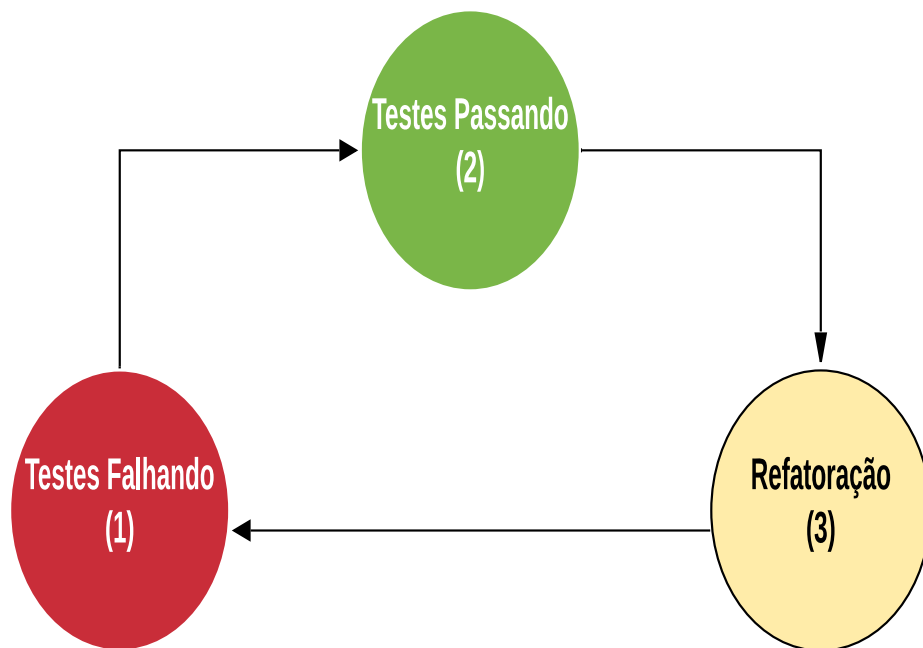 Testes Passando
(2)
Testes Falhando
(1)
Refatoração
(3)